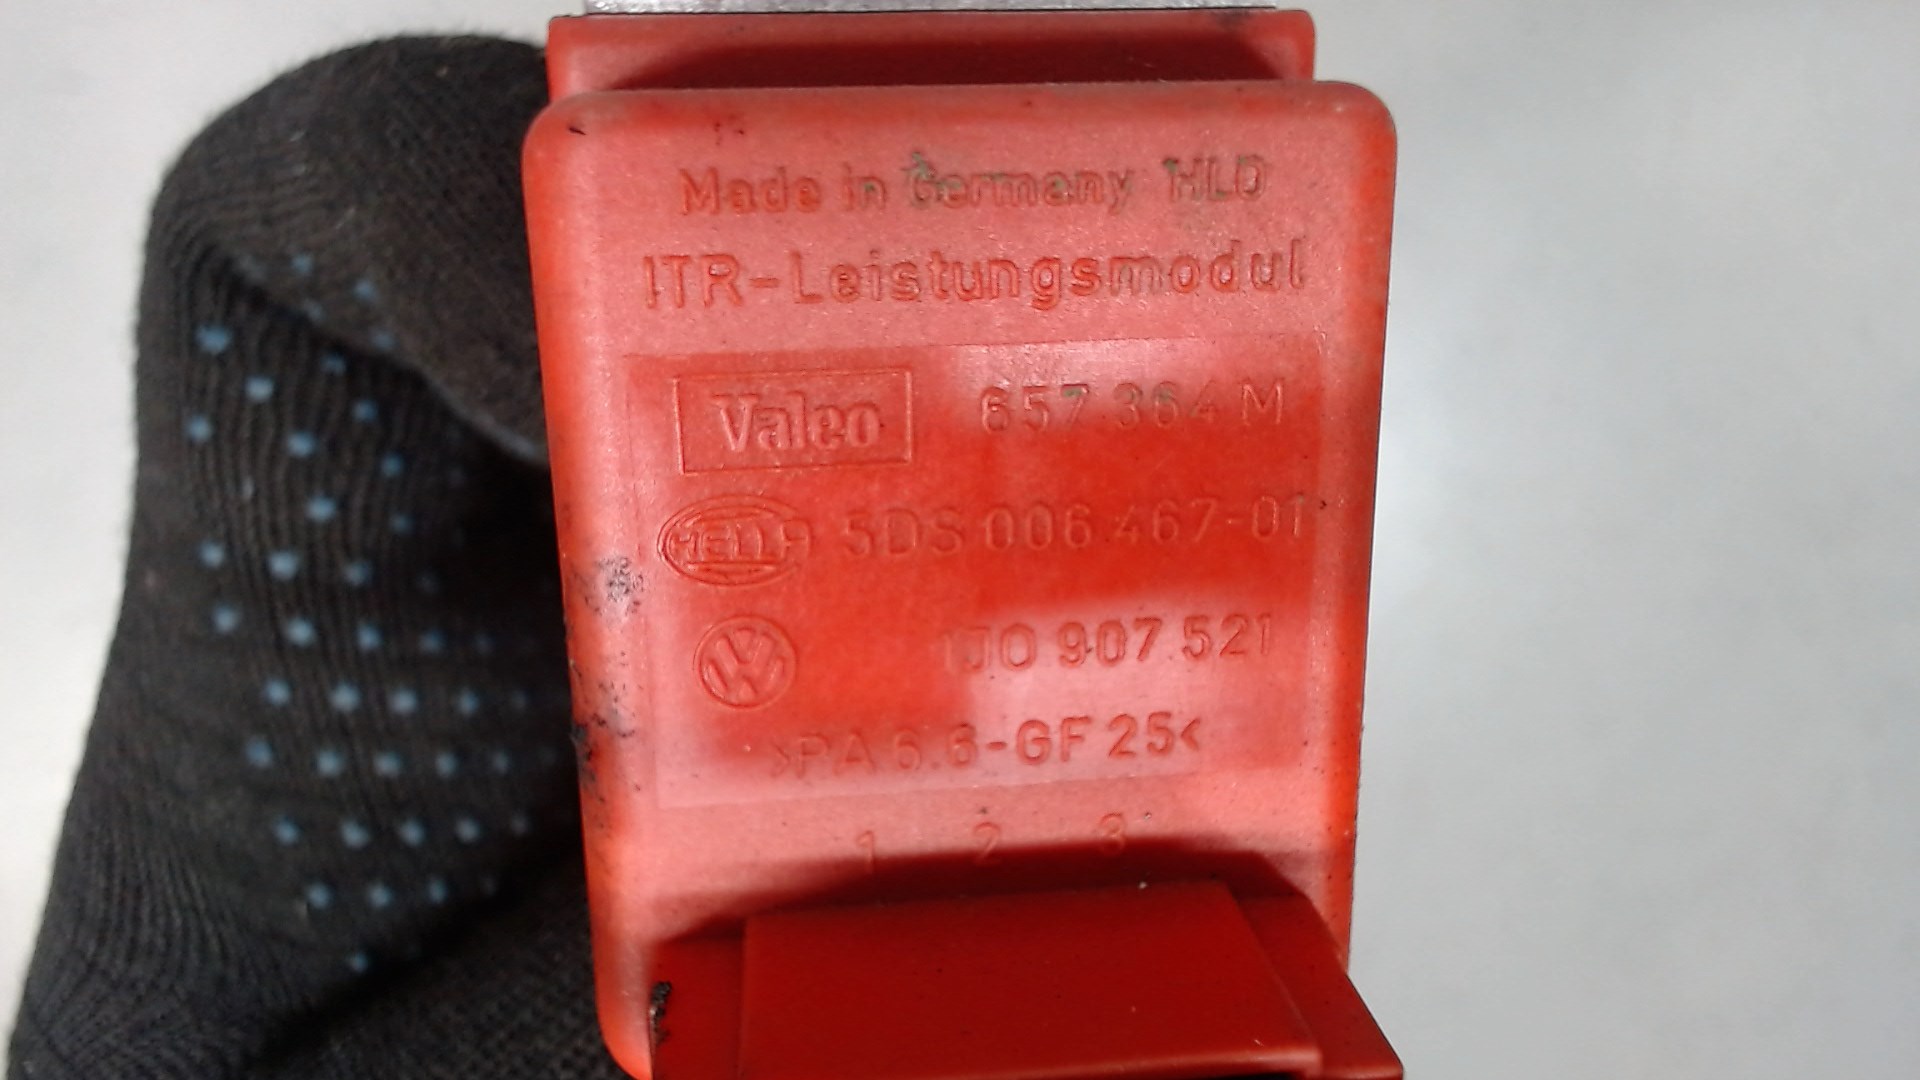 Made in Germany HLD
ITR-Leistungsmodul
Valeo 657 364 M
HELLA 5DS 006.467-01
VW 1J0 907 521
>PA 6.6-GF 25<
1 2 3